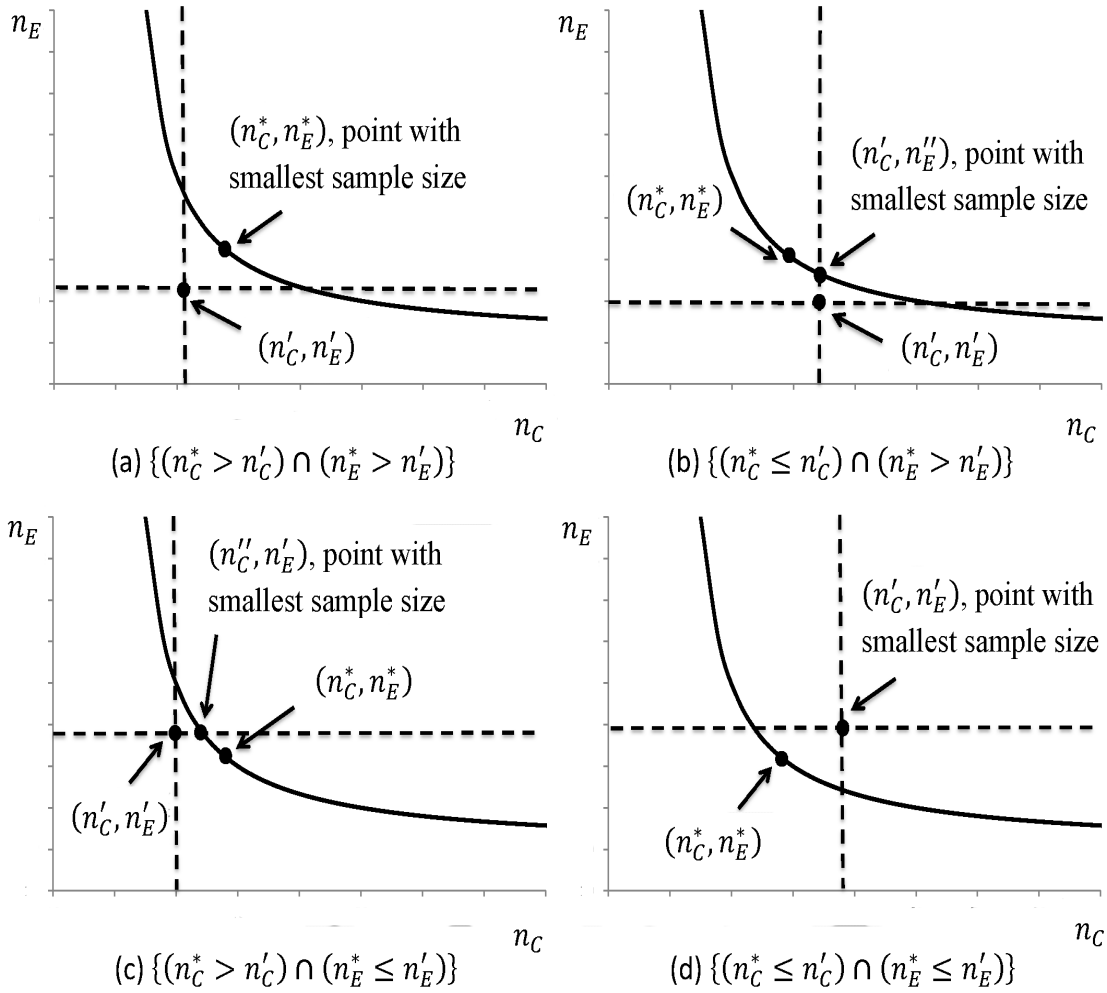 n_E
(n_C^*, n_E^*), point with
smallest sample size
(n_C', n_E')
n_C
(a) {(n_C^* > n_C') ∩ (n_E^* > n_E')}
n_E
(n_C', n_E''), point with
smallest sample size
(n_C^*, n_E^*)
(n_C', n_E')
n_C
(b) {(n_C^* ≤ n_C') ∩ (n_E^* > n_E')}
n_E
(n_C'', n_E'), point with
smallest sample size
(n_C^*, n_E^*)
(n_C', n_E')
n_C
(c) {(n_C^* > n_C') ∩ (n_E^* ≤ n_E')}
n_E
(n_C', n_E'), point with
smallest sample size
(n_C^*, n_E^*)
n_C
(d) {(n_C^* ≤ n_C') ∩ (n_E^* ≤ n_E')}